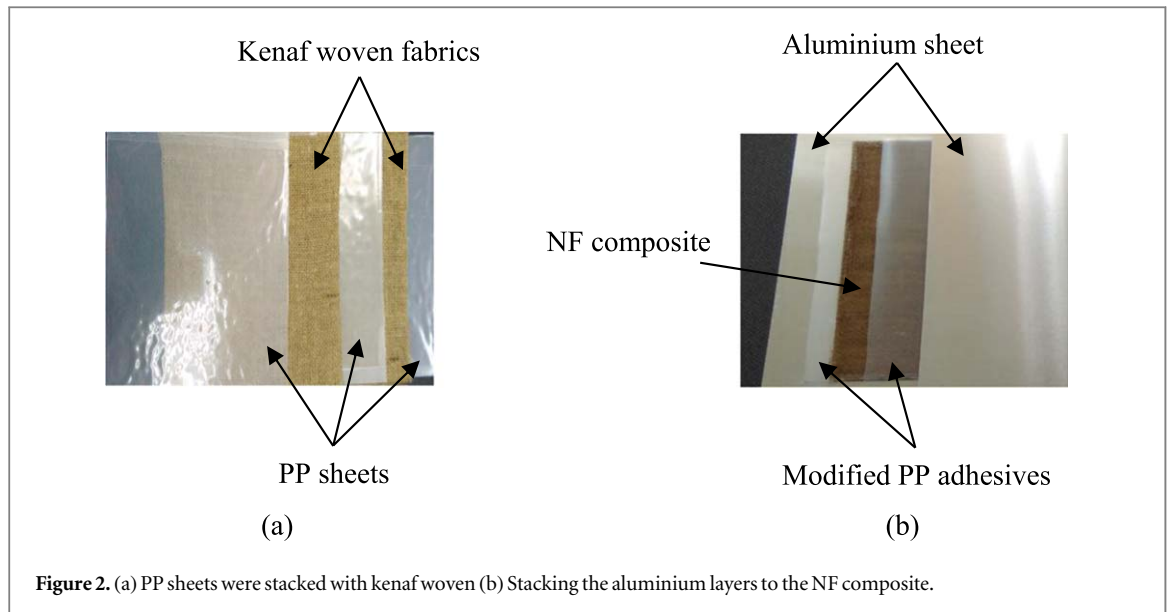 Kenaf woven fabrics
PP sheets
(a)
Aluminium sheet
NF composite
Modified PP adhesives
(b)
Figure 2. (a) PP sheets were stacked with kenaf woven (b) Stacking the aluminium layers to the NF composite.